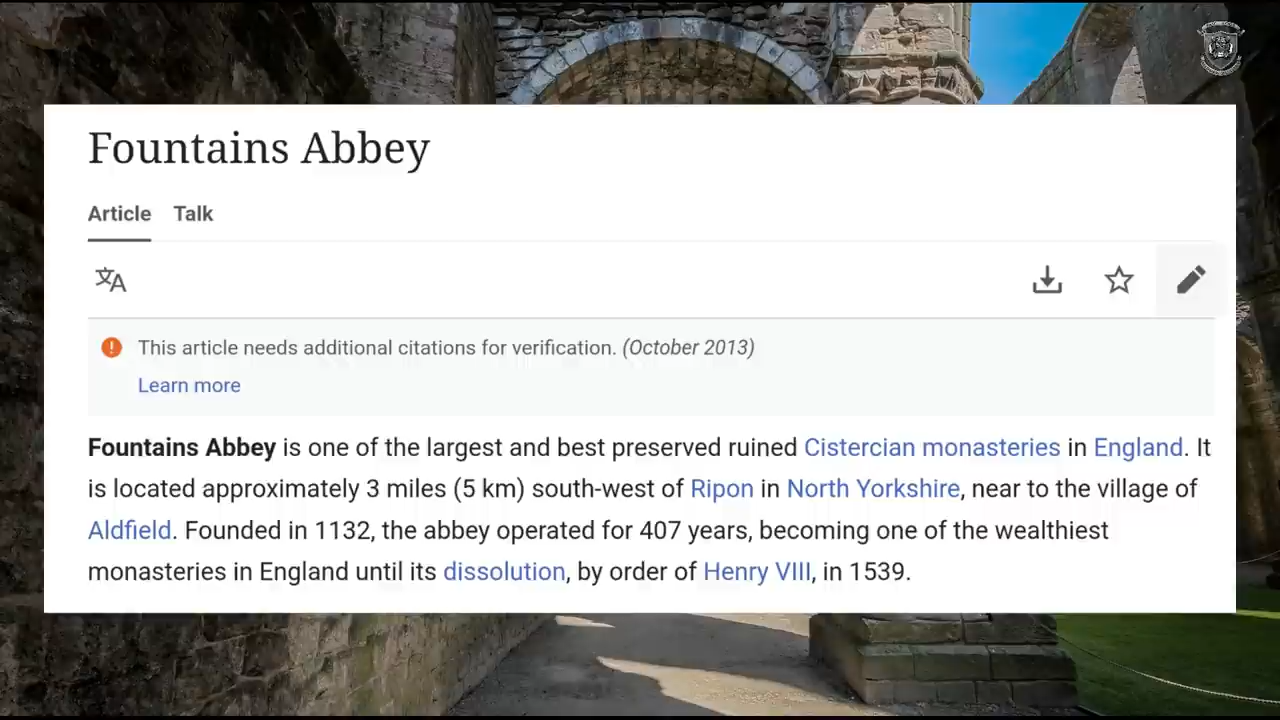 Fountains Abbey
Article Talk
文A
This article needs additional citations for verification. (October 2013)
Learn more
Fountains Abbey is one of the largest and best preserved ruined Cistercian monasteries in England. It
is located approximately 3 miles (5 km) south-west of Ripon in North Yorkshire, near to the village of
Aldfield. Founded in 1132, the abbey operated for 407 years, becoming one of the wealthiest
monasteries in England until its dissolution, by order of Henry VIII, in 1539.